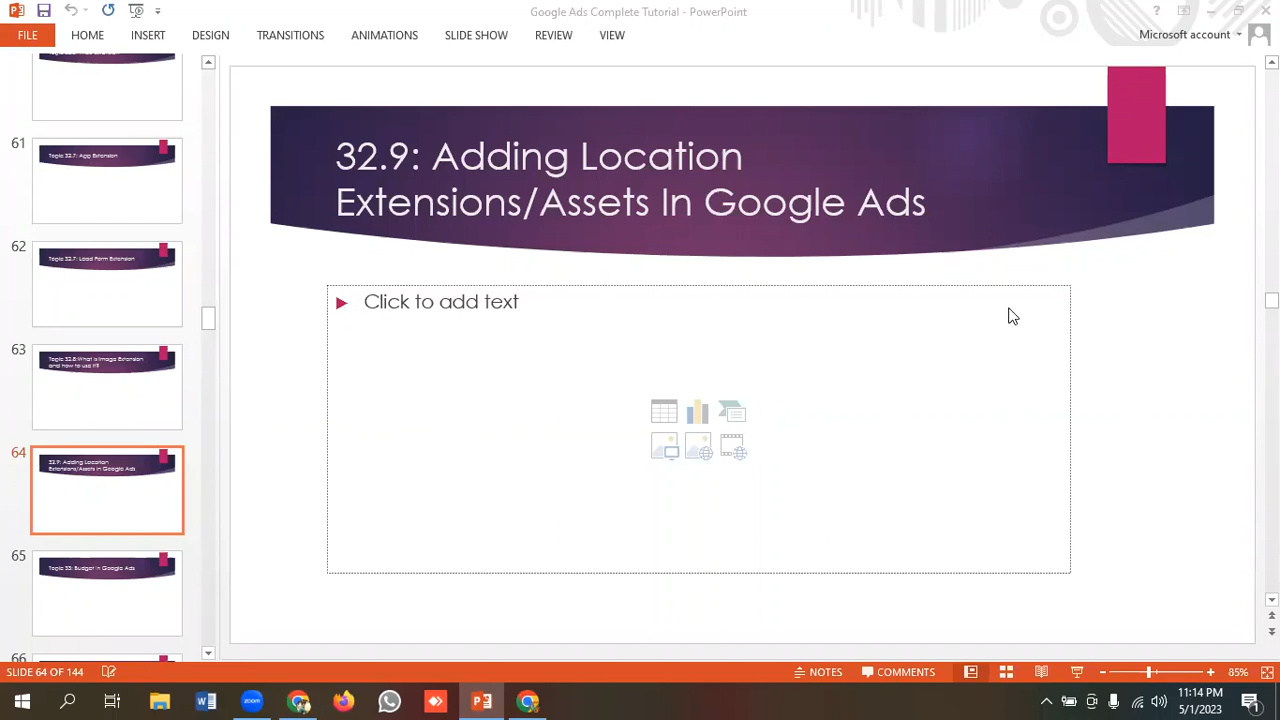 Google Ads Complete Tutorial - PowerPoint
?
FILE
HOME
INSERT
DESIGN
TRANSITIONS
ANIMATIONS
SLIDE SHOW
REVIEW
VIEW
Microsoft account
61
Topic 32.7: App Extension
62
Topic 32.7: Lead Form Extension
63
Topic 32.8:What is Image Extension
and how to use it?
64
32.9: Adding Location
Extensions/Assets In Google Ads
65
Topic 33: Budget in Google Ads
66
32.9: Adding Location
Extensions/Assets In Google Ads
Click to add text
SLIDE 64 OF 144
NOTES
COMMENTS
85%
zoom
11:14 PM
5/1/2023
1